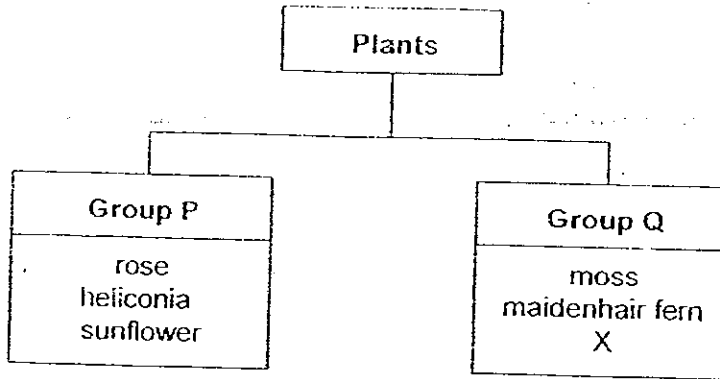 Plants
Group P
rose
heliconia
sunflower
Group Q
moss
maidenhair fern
X